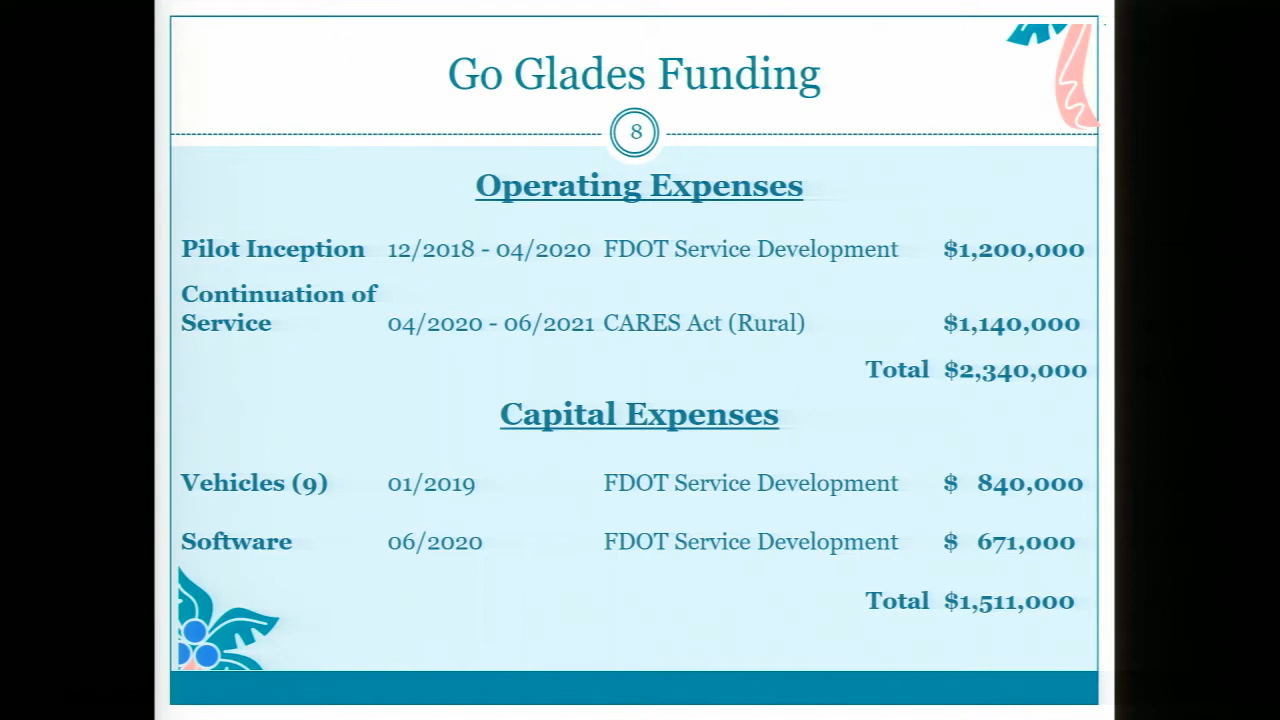 Go Glades Funding
8
Operating Expenses
Pilot Inception 12/2018 - 04/2020 FDOT Service Development $1,200,000
Continuation of
Service 04/2020 - 06/2021 CARES Act (Rural) $1,140,000
Total $2,340,000
Capital Expenses
Vehicles (9) 01/2019 FDOT Service Development $ 840,000
Software 06/2020 FDOT Service Development $ 671,000
Total $1,511,000